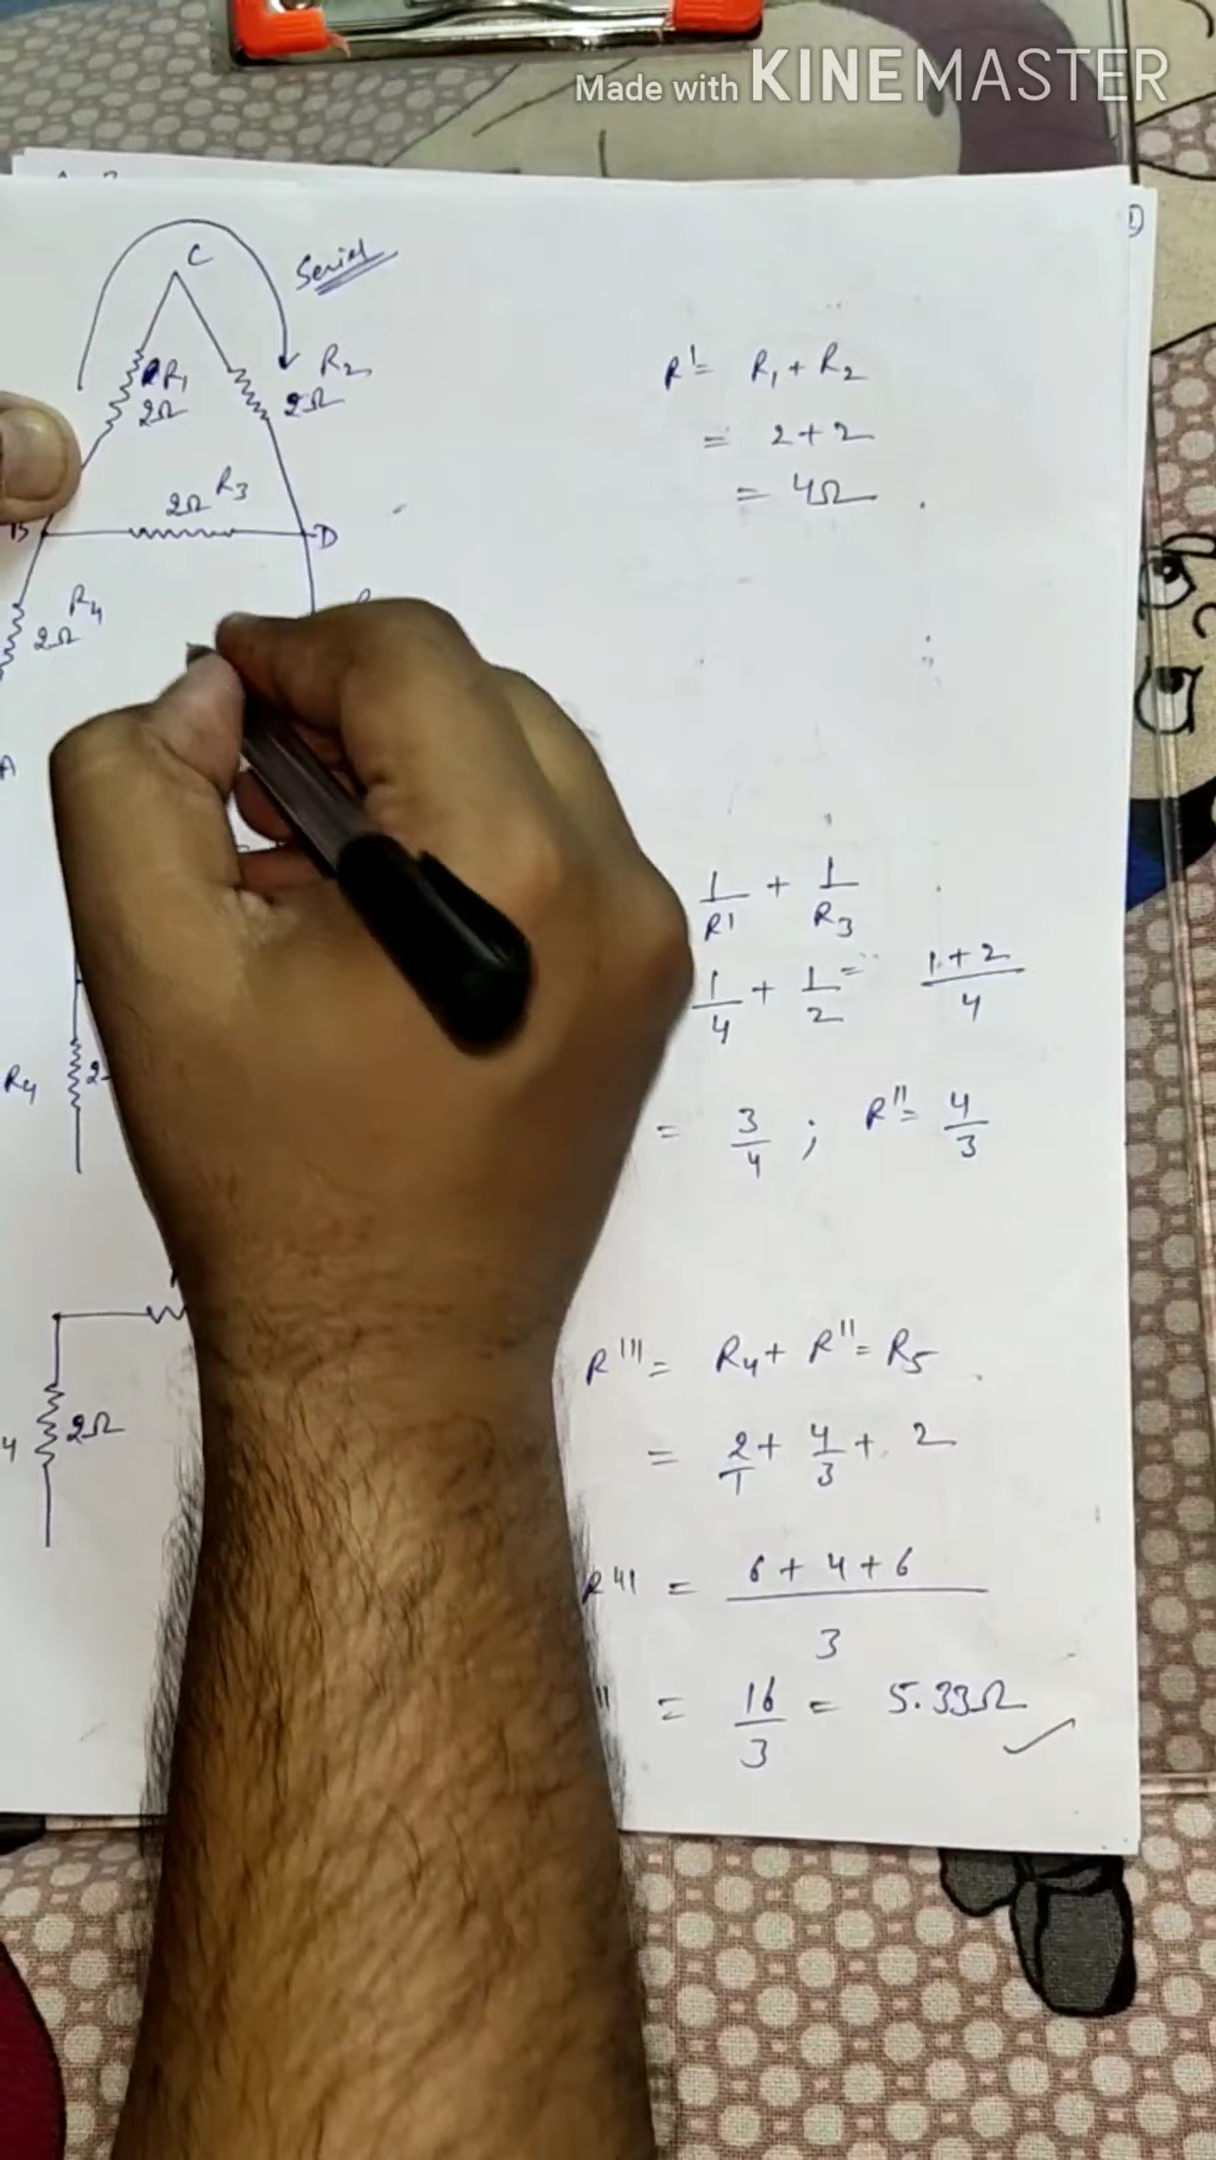 Made with KINEMASTER
C
Serial
R1
2Ω
R2
2Ω
R' = R1 + R2
= 2 + 2
= 4Ω
2Ω R3
B
D
R4
2Ω
A
1/R' + 1/R3
1/4 + 1/2 = 1+2/4
R4
2
= 3/4 ; R'' = 4/3
R''' = R4 + R'' = R5
2Ω
4
= 2/1 + 4/3 + 2
R''' = 6 + 4 + 6 / 3
'' = 16/3 = 5.33Ω